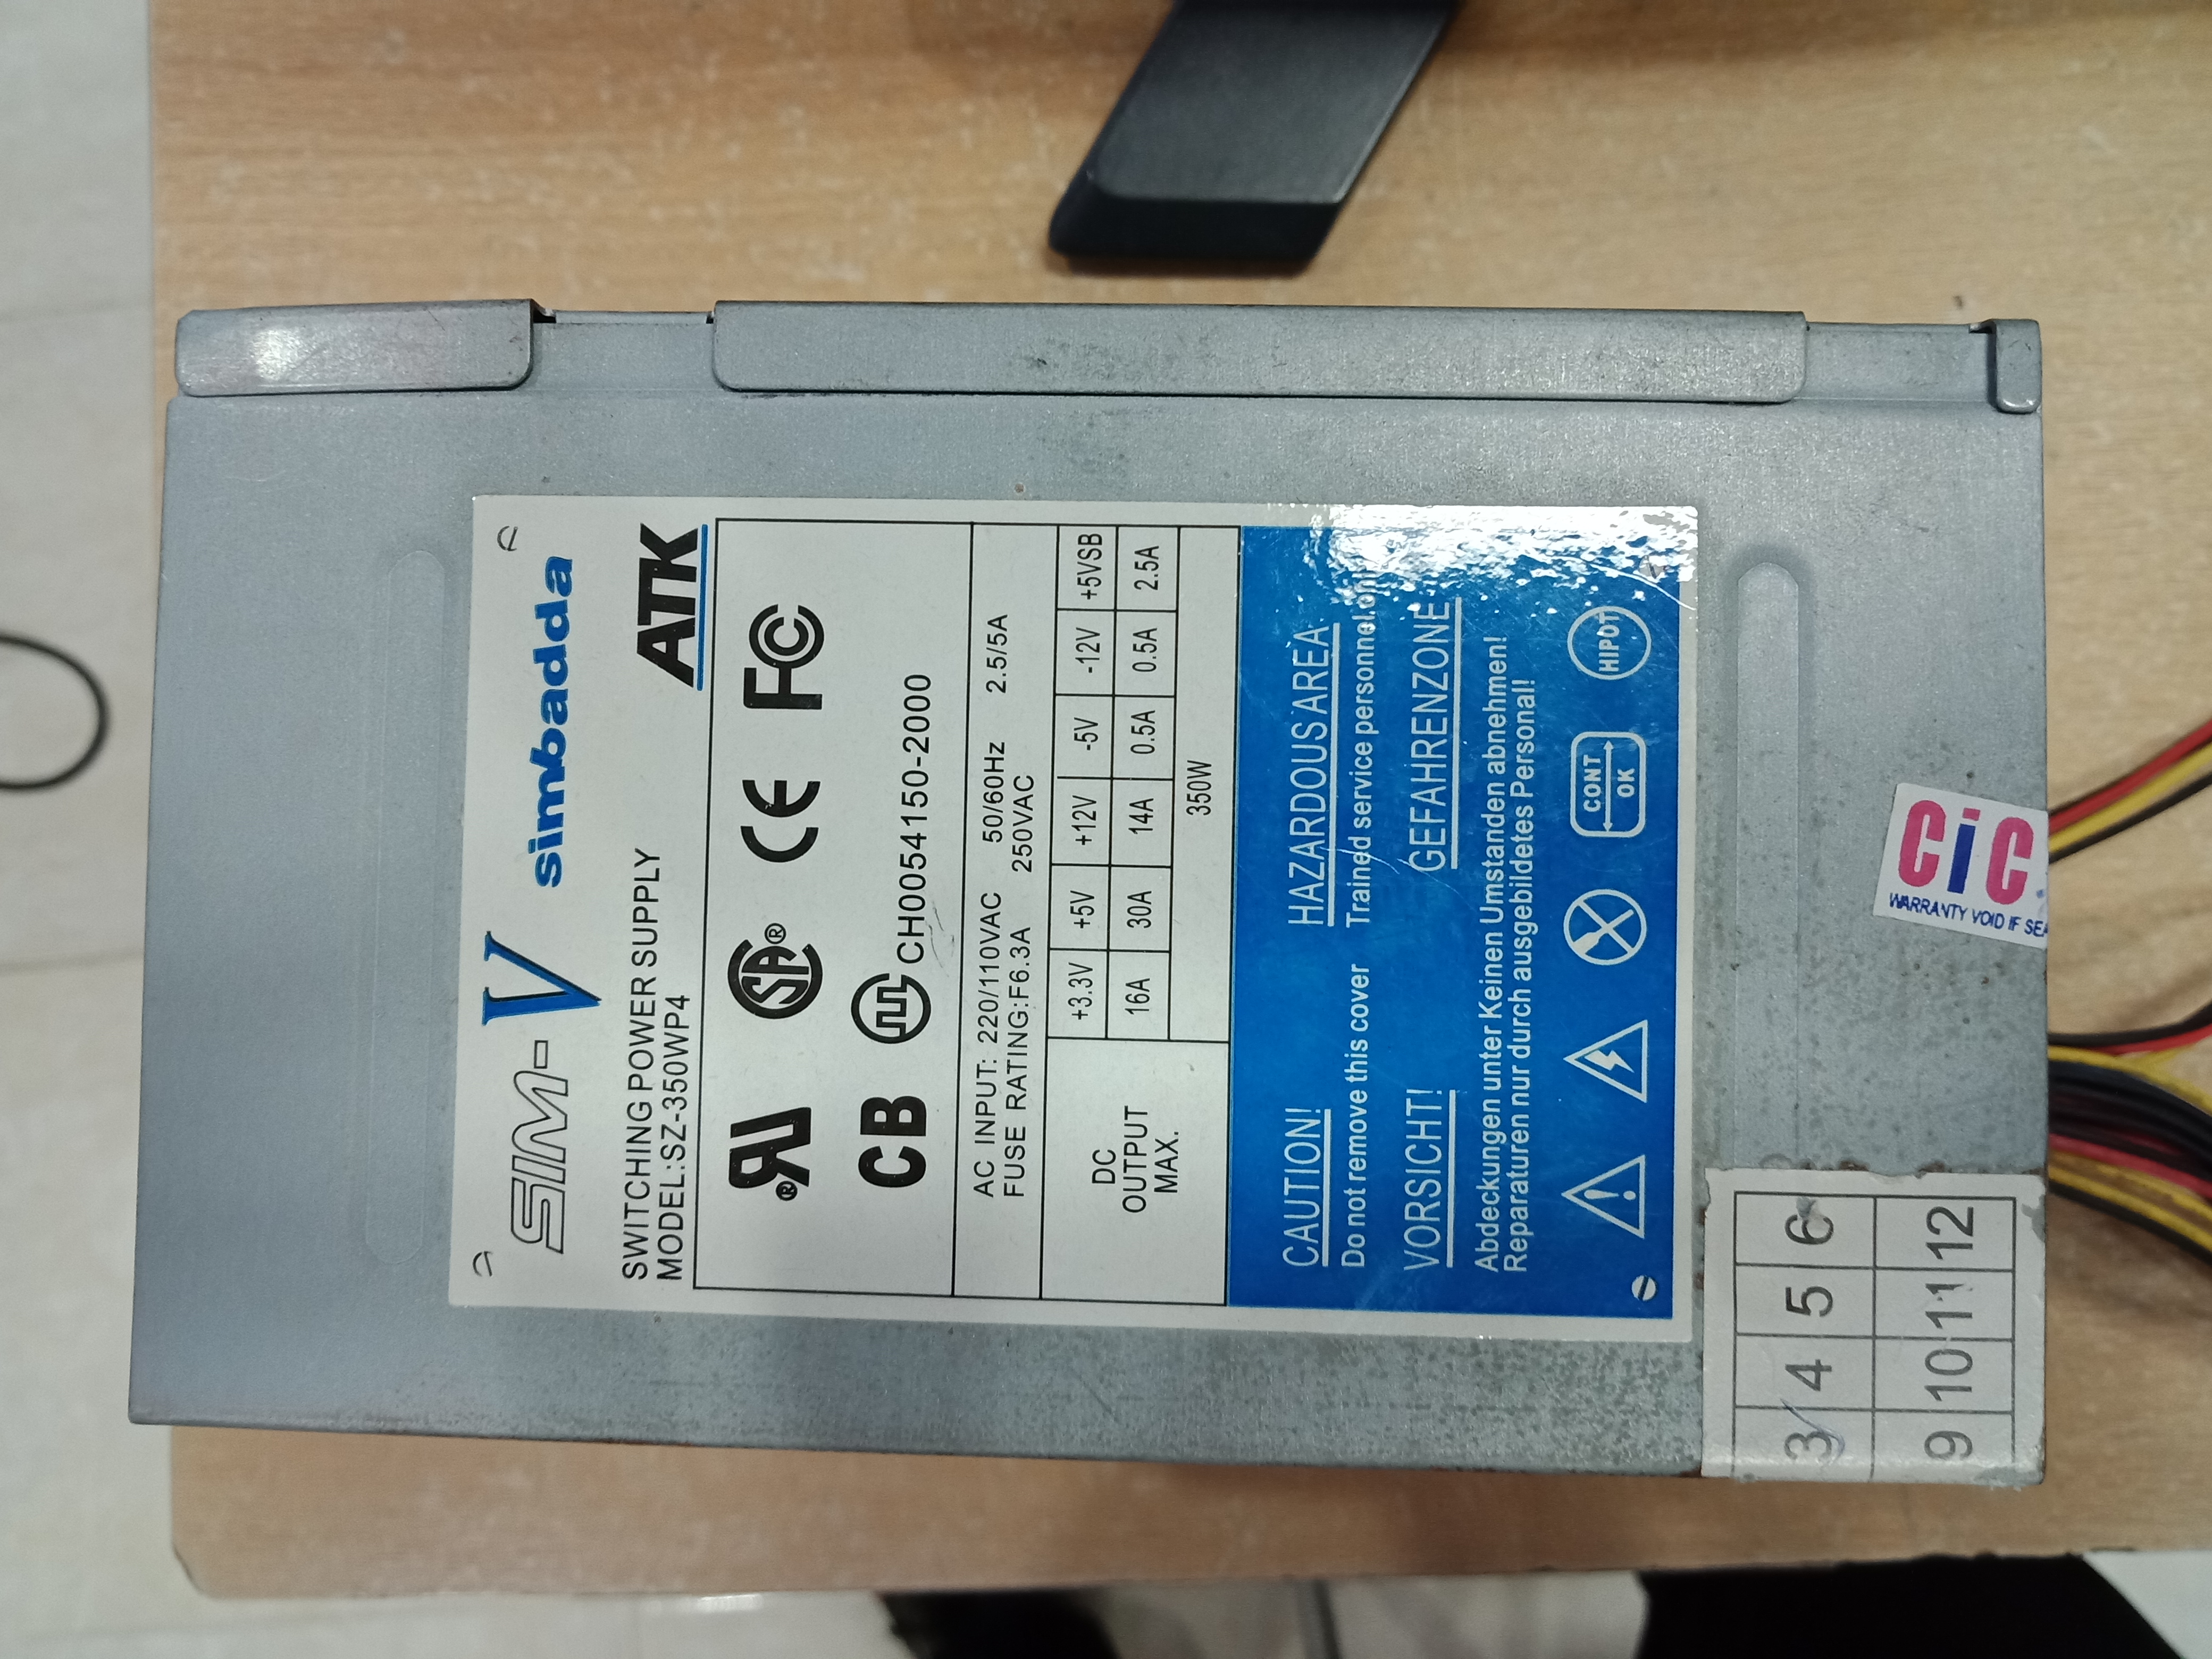 SIM-V simbadda
SWITCHING POWER SUPPLY
MODEL:SZ-350WP4
ATK
CB CH0054150-2000
AC INPUT: 220/110VAC 50/60Hz 2.5/5A
FUSE RATING:F6.3A 250VAC
DC OUTPUT MAX.
+3.3V +5V +12V -5V -12V +5VSB
16A 30A 14A 0.5A 0.5A 2.5A
350W
CAUTION! HAZARDOUS AREA
Do not remove this cover Trained service personnel only
VORSICHT! GEFAHRENZONE
Abdeckungen unter Keinen Umstanden abnehmen!
Reparaturen nur durch ausgebildetes Personal!
CONT OK
HIPOT
CiC
WARRANTY VOID IF
3 4 5 6
9 10 11 12